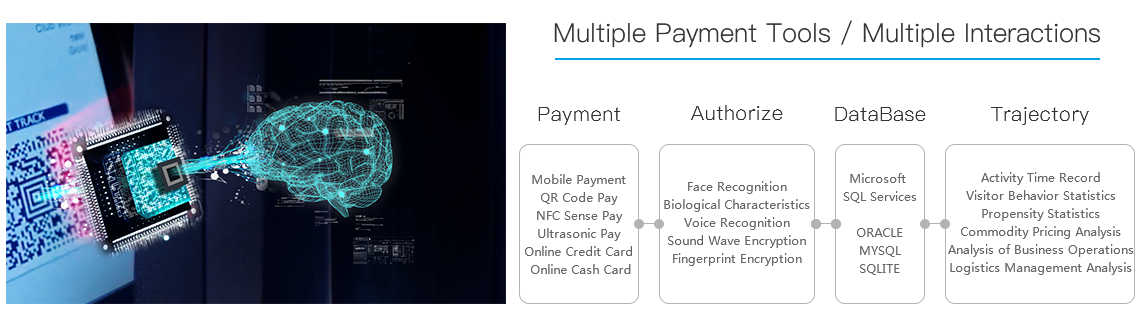 T TRACK
Multiple Payment Tools / Multiple Interactions
Payment
Mobile Payment
QR Code Pay
NFC Sense Pay
Ultrasonic Pay
Online Credit Card
Online Cash Card
Authorize
Face Recognition
Biological Characteristics
Voice Recognition
Sound Wave Encryption
Fingerprint Encryption
DataBase
Microsoft
SQL Services
ORACLE
MYSQL
SQLITE
Trajectory
Activity Time Record
Visitor Behavior Statistics
Propensity Statistics
Commodity Pricing Analysis
Analysis of Business Operations
Logistics Management Analysis